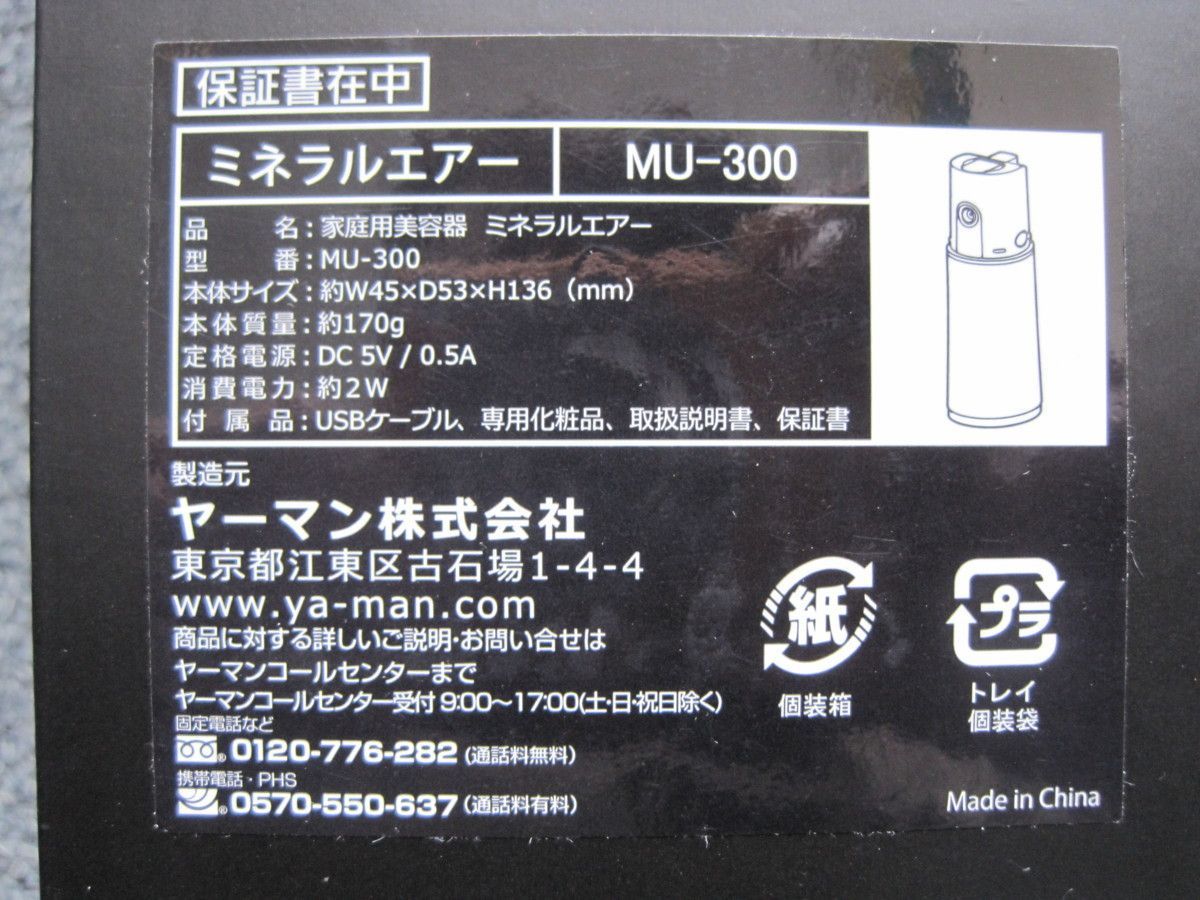 保証書在中
ミネラルエアー MU-300
品 名：家庭用美容器 ミネラルエアー
型 番：MU-300
本体サイズ：約W45×D53×H136（mm）
本体質量：約170g
定格電源：DC 5V / 0.5A
消費電力：約2W
付属品：USBケーブル、専用化粧品、取扱説明書、保証書
製造元
ヤーマン株式会社
東京都江東区古石場1-4-4
www.ya-man.com
商品に対する詳しいご説明・お問い合せは
ヤーマンコールセンターまで
ヤーマンコールセンター受付 9:00～17:00(土・日・祝日除く)
固定電話など
0120-776-282 (通話料無料)
携帯電話・PHS
0570-550-637 (通話料有料)
紙
個装箱
プラ
トレイ
個装袋
Made in China